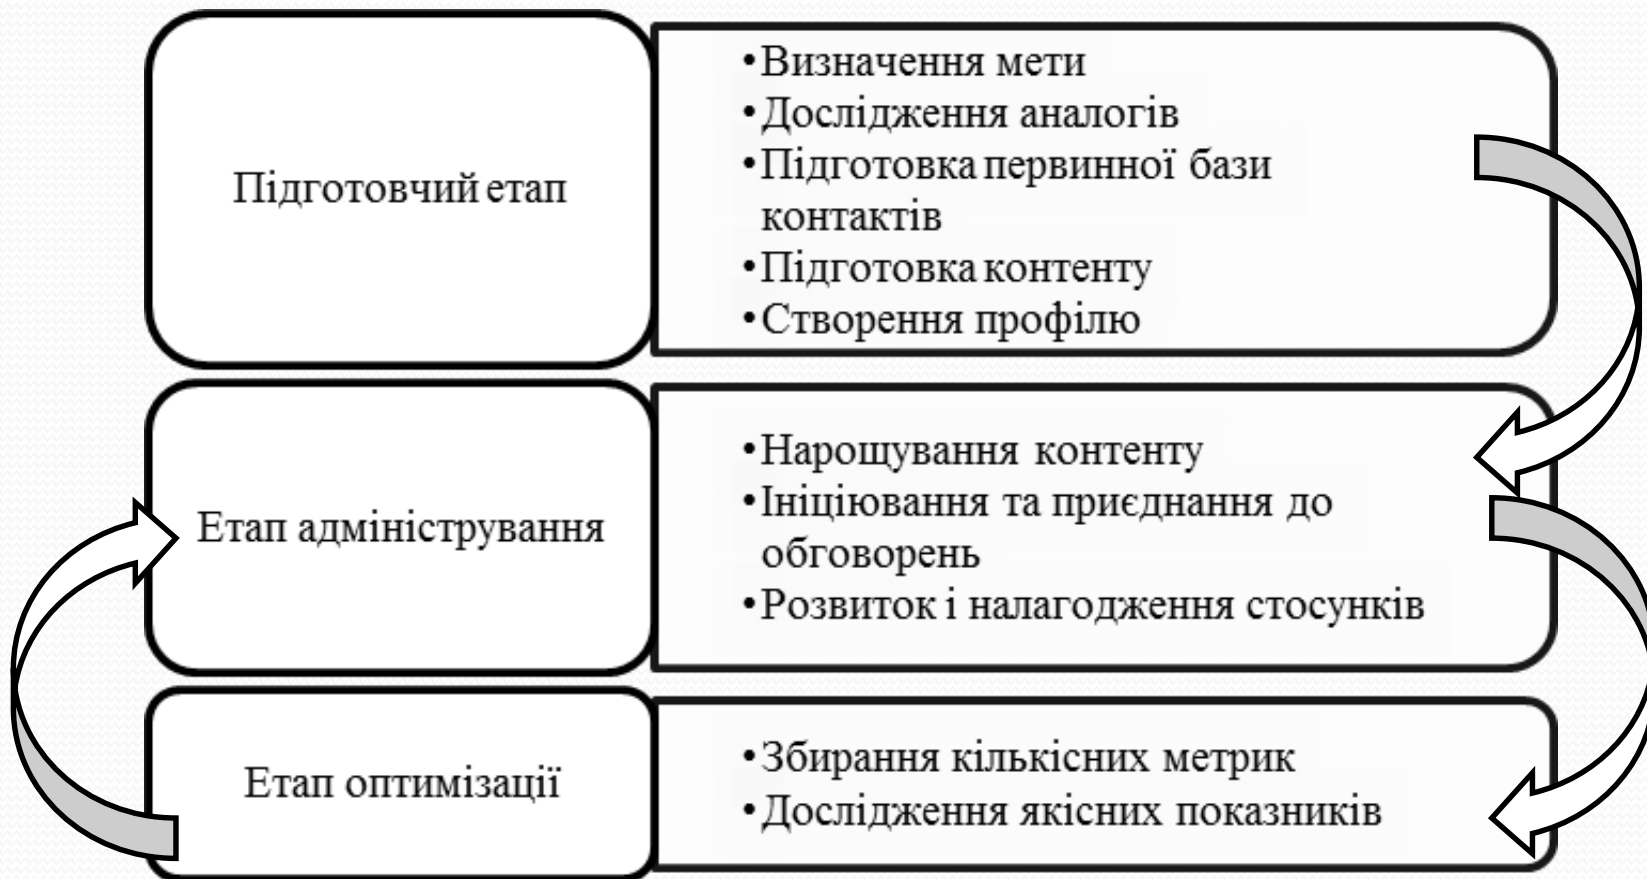 Підготовчий етап
•Визначення мети
•Дослідження аналогів
•Підготовка первинної бази
контактів
•Підготовка контенту
•Створення профілю
Етап адміністрування
•Нарощування контенту
•Ініціювання та приєднання до
обговорень
•Розвиток і налагодження стосунків
Етап оптимізації
•Збирання кількісних метрик
•Дослідження якісних показників